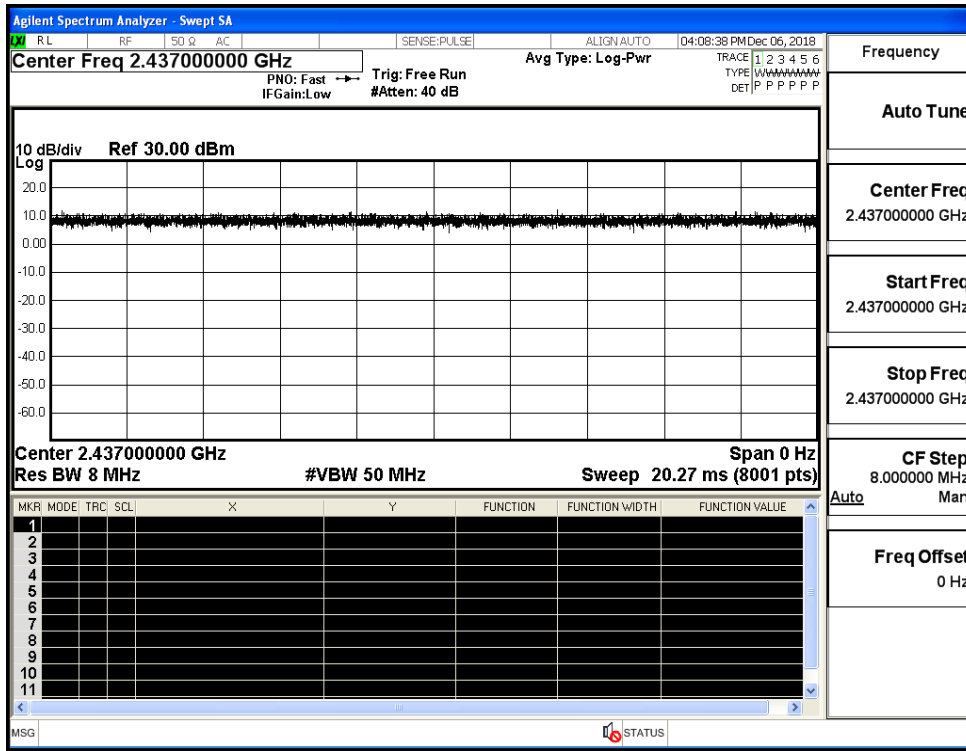 Agilent Spectrum Analyzer - Swept SA
LXI RL RF 50 Ω AC SENSE:PULSE ALIGN AUTO 04:08:38 PM Dec 06, 2018
Center Freq 2.437000000 GHz
PNO: Fast
IFGain:Low
Trig: Free Run
#Atten: 40 dB
Avg Type: Log-Pwr
TRACE 1 2 3 4 5 6
TYPE
DET P P P P P P
10 dB/div Ref 30.00 dBm
Log
20.0
10.0
0.00
-10.0
-20.0
-30.0
-40.0
-50.0
-60.0
Center 2.437000000 GHz Span 0 Hz
Res BW 8 MHz #VBW 50 MHz Sweep 20.27 ms (8001 pts)
MKR MODE TRC SCL X Y FUNCTION FUNCTION WIDTH FUNCTION VALUE
1
2
3
4
5
6
7
8
9
10
11
MSG STATUS
Frequency
Auto Tune
Center Freq
2.437000000 GHz
Start Freq
2.437000000 GHz
Stop Freq
2.437000000 GHz
CF Step
8.000000 MHz
Auto Man
Freq Offset
0 Hz